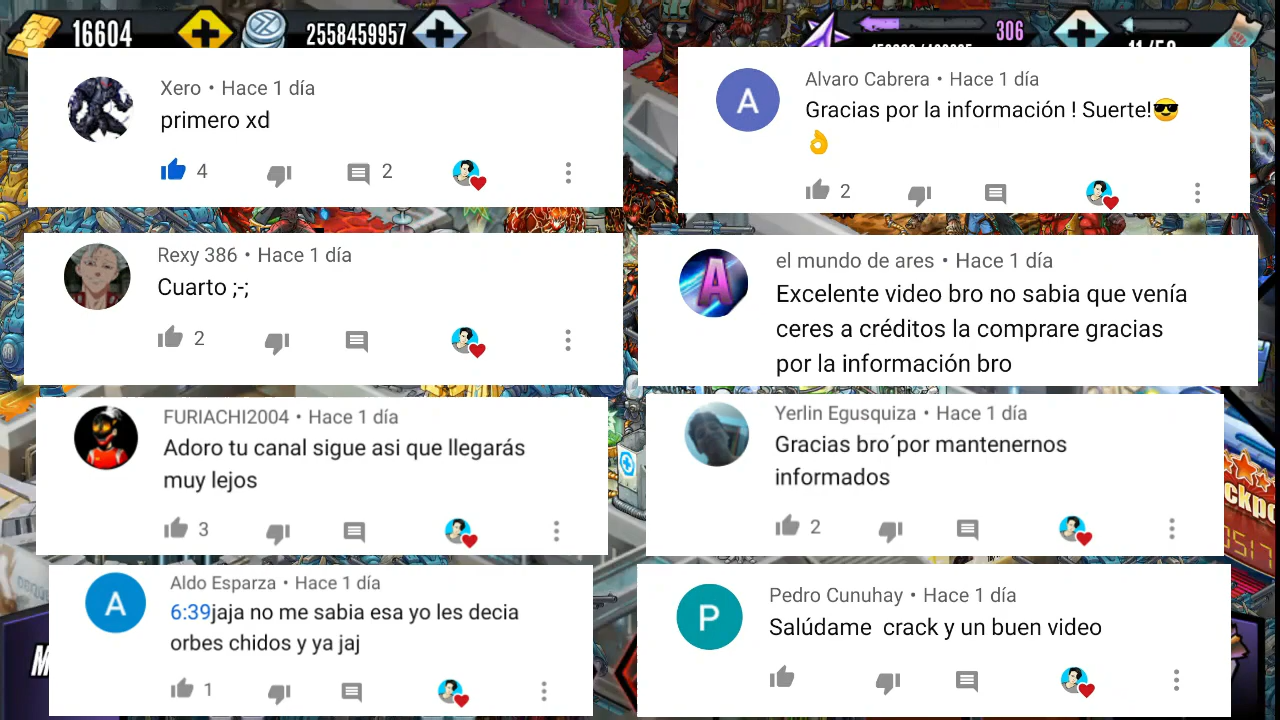 16604
2558459957
306
11/50
Xero • Hace 1 día
primero xd
4
2
Rexy 386 • Hace 1 día
Cuarto ;-;
2
FURIACHI2004 • Hace 1 día
Adoro tu canal sigue asi que llegarás
muy lejos
3
Aldo Esparza • Hace 1 día
6:39jaja no me sabia esa yo les decia
orbes chidos y ya jaj
1
Alvaro Cabrera • Hace 1 día
Gracias por la información ! Suerte!😎
👌
2
el mundo de ares • Hace 1 día
Excelente video bro no sabia que venía
ceres a créditos la comprare gracias
por la información bro
Yerlin Egusquiza • Hace 1 día
Gracias bro´por mantenernos
informados
2
Pedro Cunuhay • Hace 1 día
Salúdame  crack y un buen video
A
A
A
P